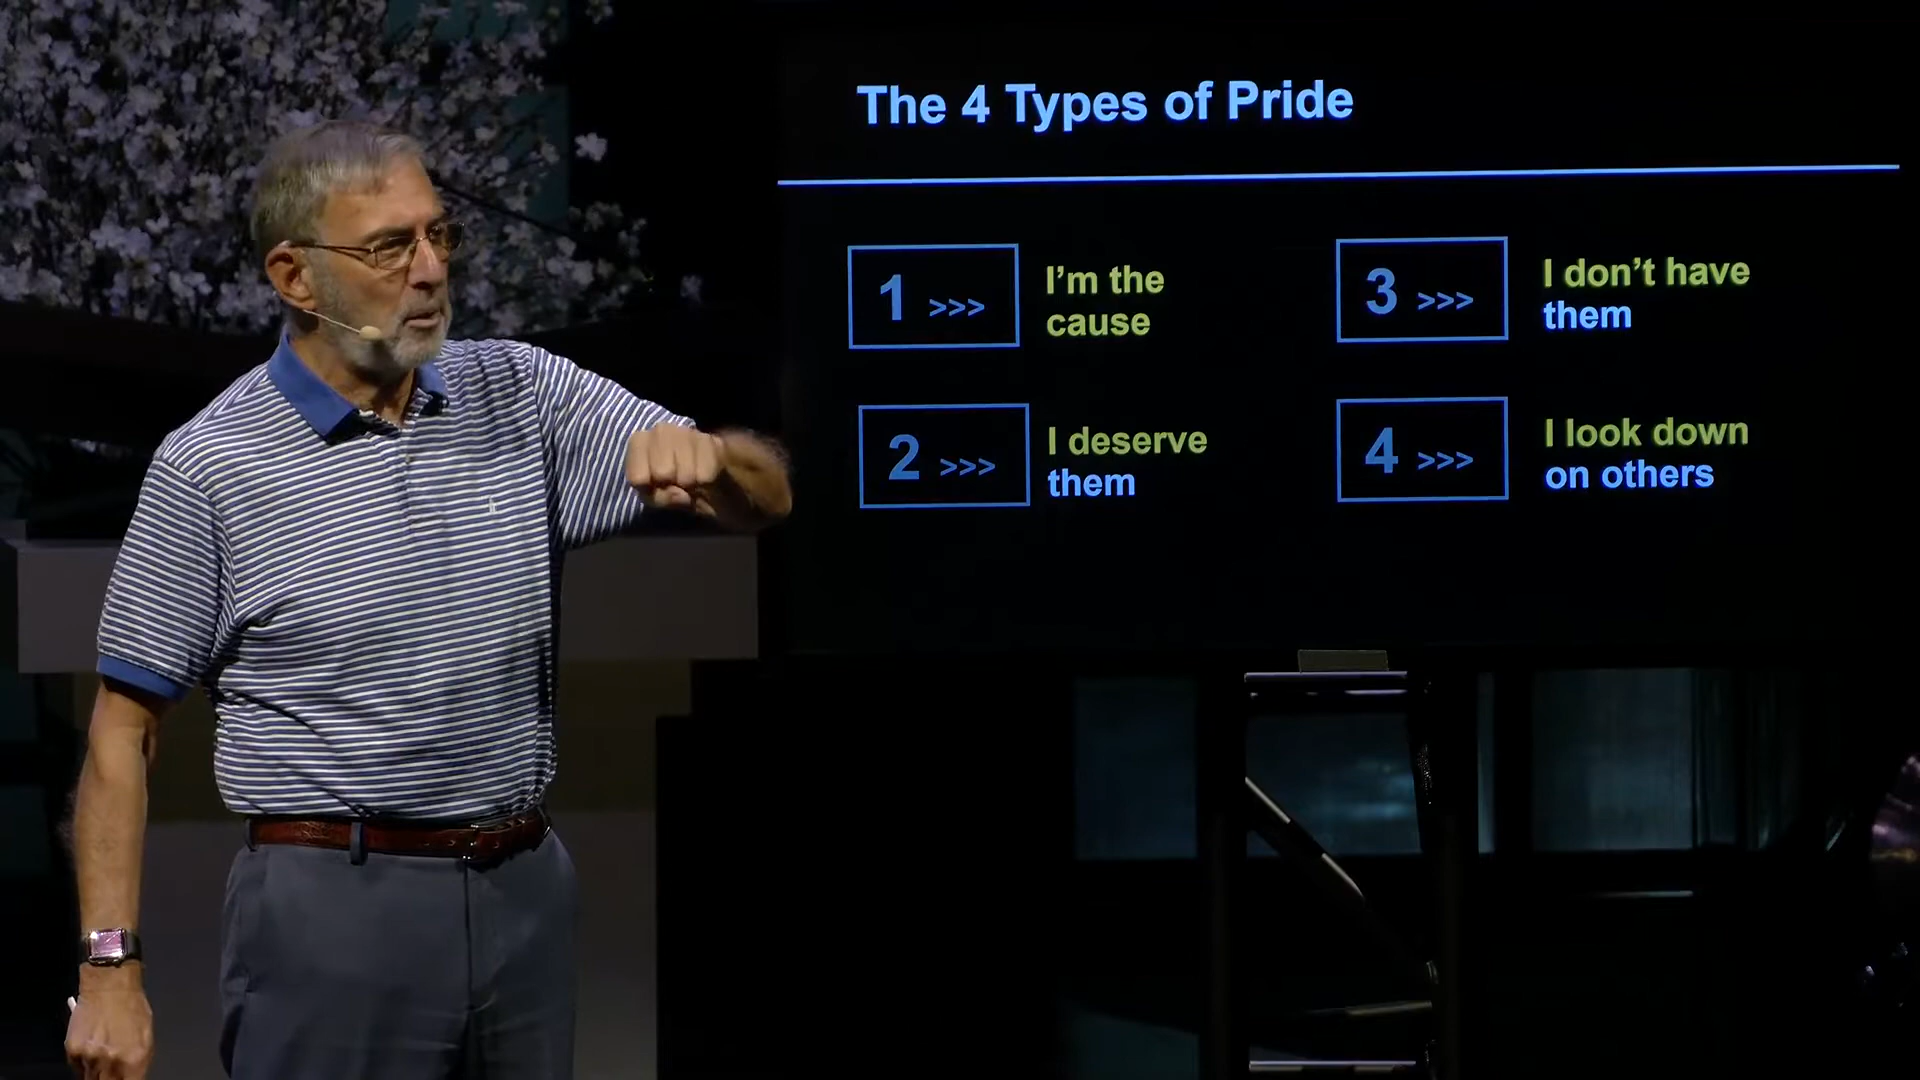 The 4 Types of Pride
1 >>>
I’m the
cause
2 >>>
I deserve
them
3 >>>
I don’t have
them
4 >>>
I look down
on others